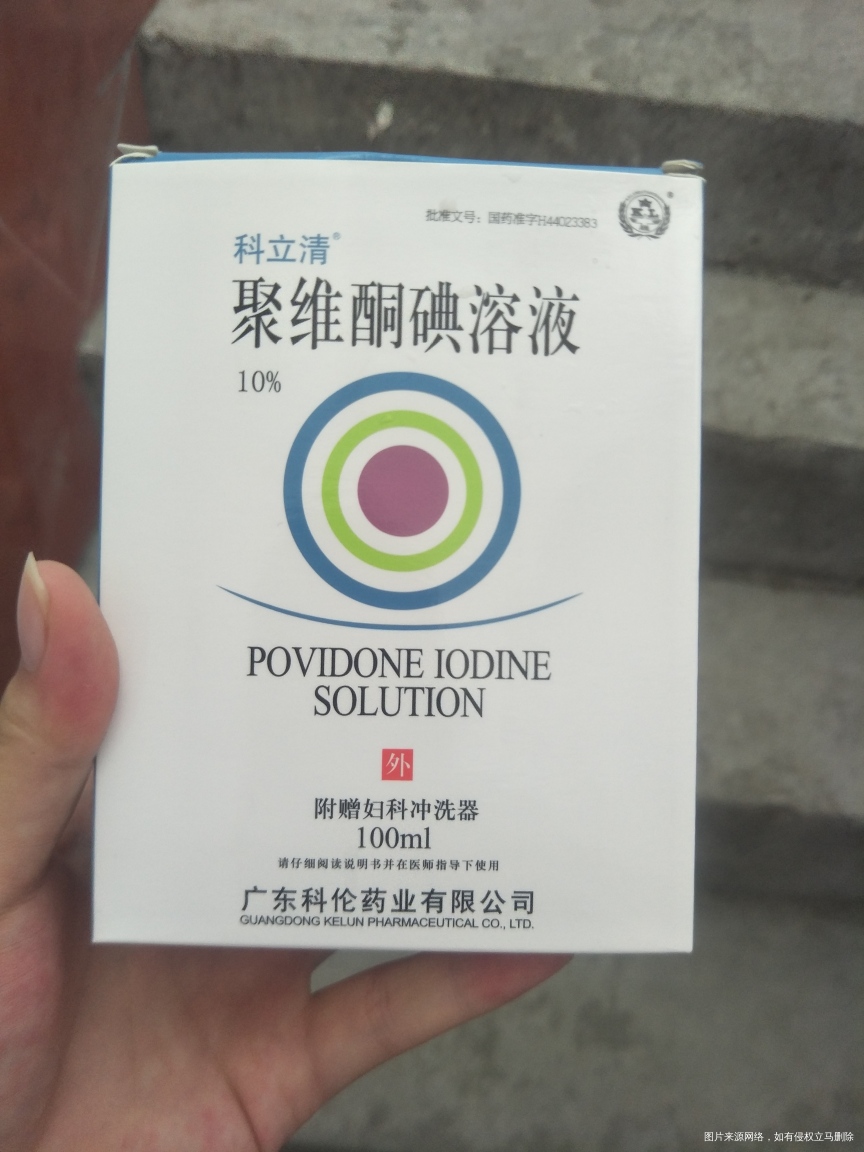 批准文号：国药准字H44023383
科立清®
聚维酮碘溶液
10%
POVIDONE IODINE
SOLUTION
外
附赠妇科冲洗器
100ml
请仔细阅读说明书并在医师指导下使用
广东科伦药业有限公司
GUANGDONG KELUN PHARMACEUTICAL CO., LTD.
图片来源网络，如有侵权立马删除